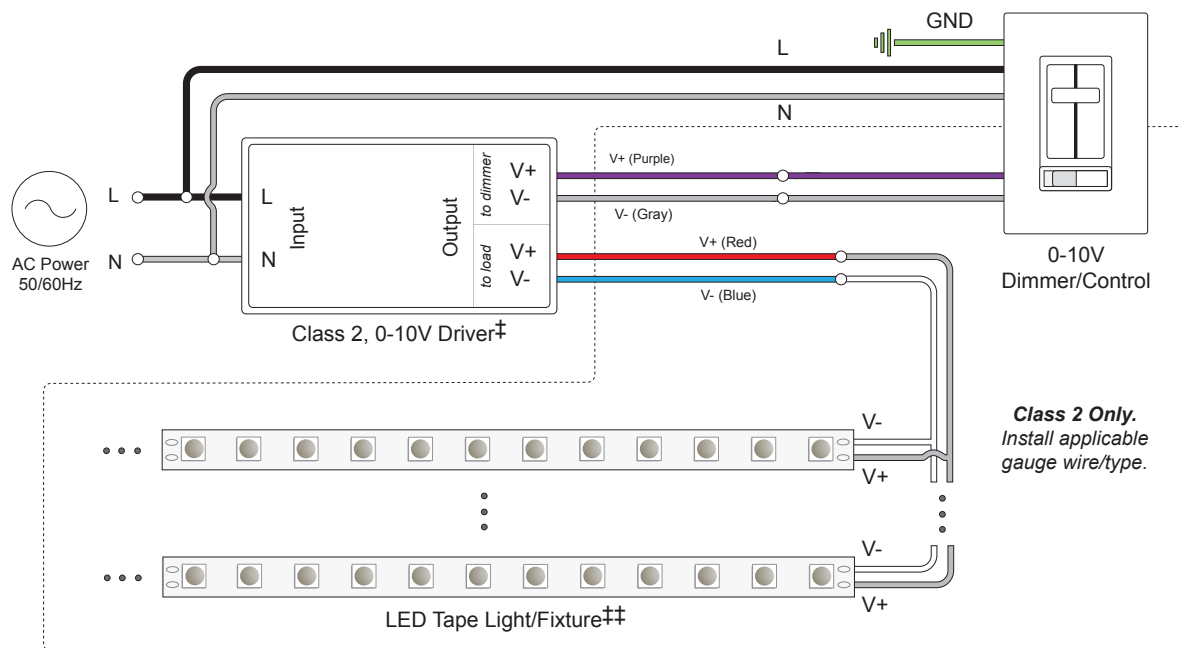 GND
L
N
V+ (Purple)
V- (Gray)
to dimmer
V+
V-
Output
Input
L
L
N
N
to load
V+
V-
V+ (Red)
V- (Blue)
AC Power
50/60Hz
0-10V
Dimmer/Control
Class 2, 0-10V Driver‡
Class 2 Only.
Install applicable
gauge wire/type.
V-
V+
V-
V+
LED Tape Light/Fixture‡‡